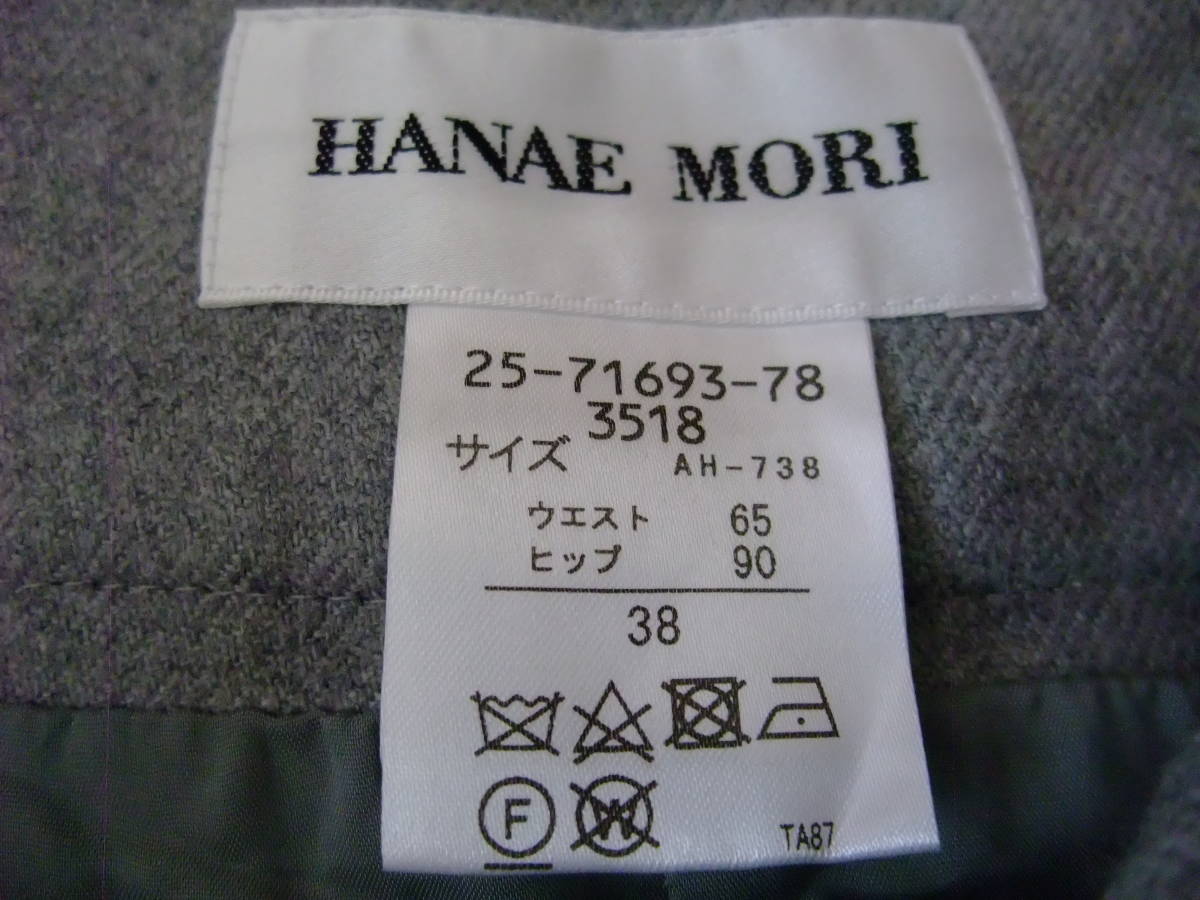 HANAE MORI
25-71693-78
3518
サイズ AH-738
ウエスト 65
ヒップ 90
38
F W
TA87